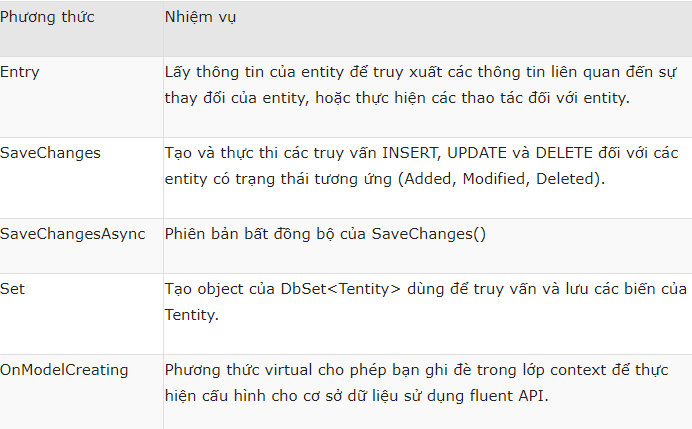 Phương thức Nhiệm vụ
Entry Lấy thông tin của entity để truy xuất các thông tin liên quan đến sự
thay đổi của entity, hoặc thực hiện các thao tác đối với entity.
SaveChanges Tạo và thực thi các truy vấn INSERT, UPDATE và DELETE đối với các
entity có trạng thái tương ứng (Added, Modified, Deleted).
SaveChangesAsync Phiên bản bất đồng bộ của SaveChanges()
Set Tạo object của DbSet<Tentity> dùng để truy vấn và lưu các biến của
Tentity.
OnModelCreating Phương thức virtual cho phép bạn ghi đè trong lớp context để thực
hiện cấu hình cho cơ sở dữ liệu sử dụng fluent API.